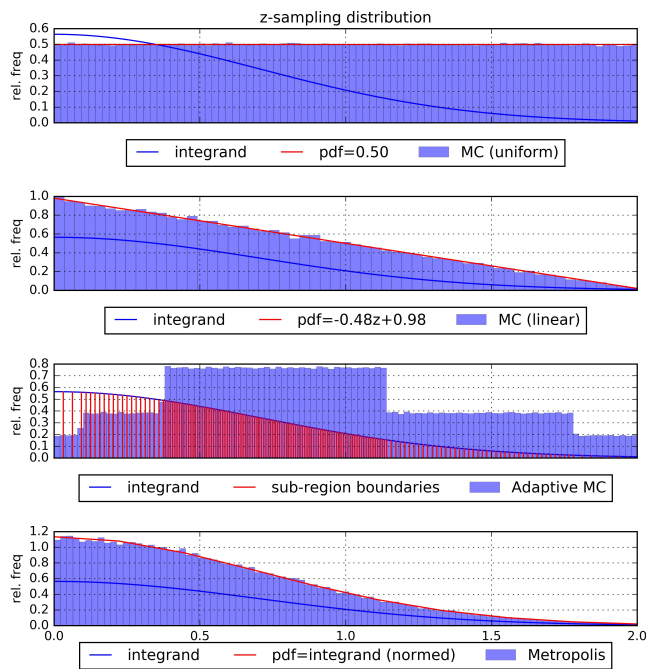 z-sampling distribution
0.6
0.5
0.4
0.3
0.2
0.1
0.0
rel. freq
integrand pdf=0.50 MC (uniform)
1.0
0.8
0.6
0.4
0.2
0.0
rel. freq
integrand pdf=-0.48z+0.98 MC (linear)
0.8
0.7
0.6
0.5
0.4
0.3
0.2
0.1
0.0
rel. freq
integrand sub-region boundaries Adaptive MC
1.2
1.0
0.8
0.6
0.4
0.2
0.0
rel. freq
0.0 0.5 1.0 1.5 2.0
integrand pdf=integrand (normed) Metropolis